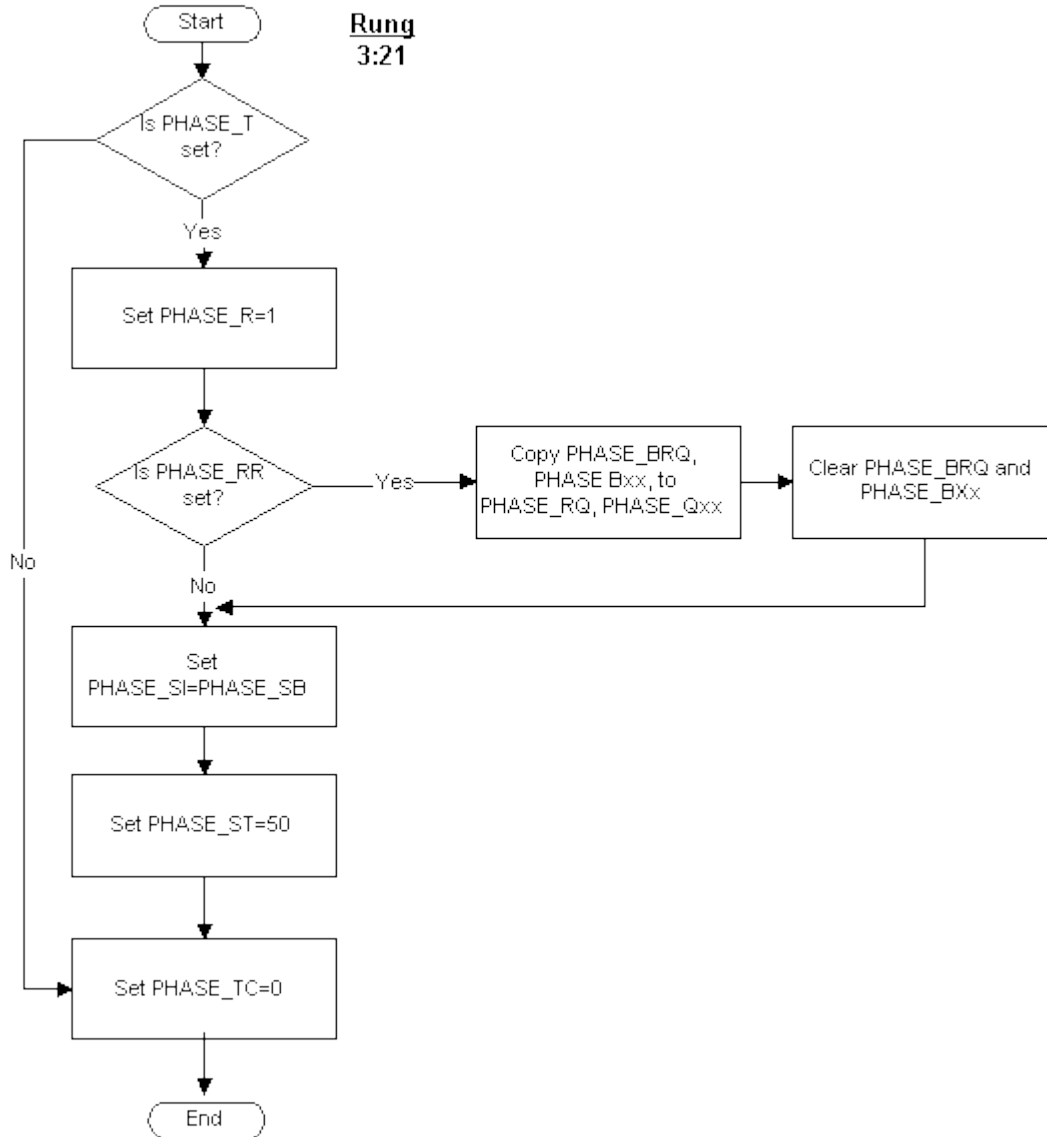 Start
Rung
3:21
Is PHASE_T
set?
Yes
Set PHASE_R=1
Is PHASE_RR
set?
Yes
Copy PHASE_BRQ,
PHASE Bxx, to
PHASE_RQ, PHASE_Qxx
Clear PHASE_BRQ and
PHASE_BXx
No
No
Set
PHASE_SI=PHASE_SB
Set PHASE_ST=50
Set PHASE_TC=0
End